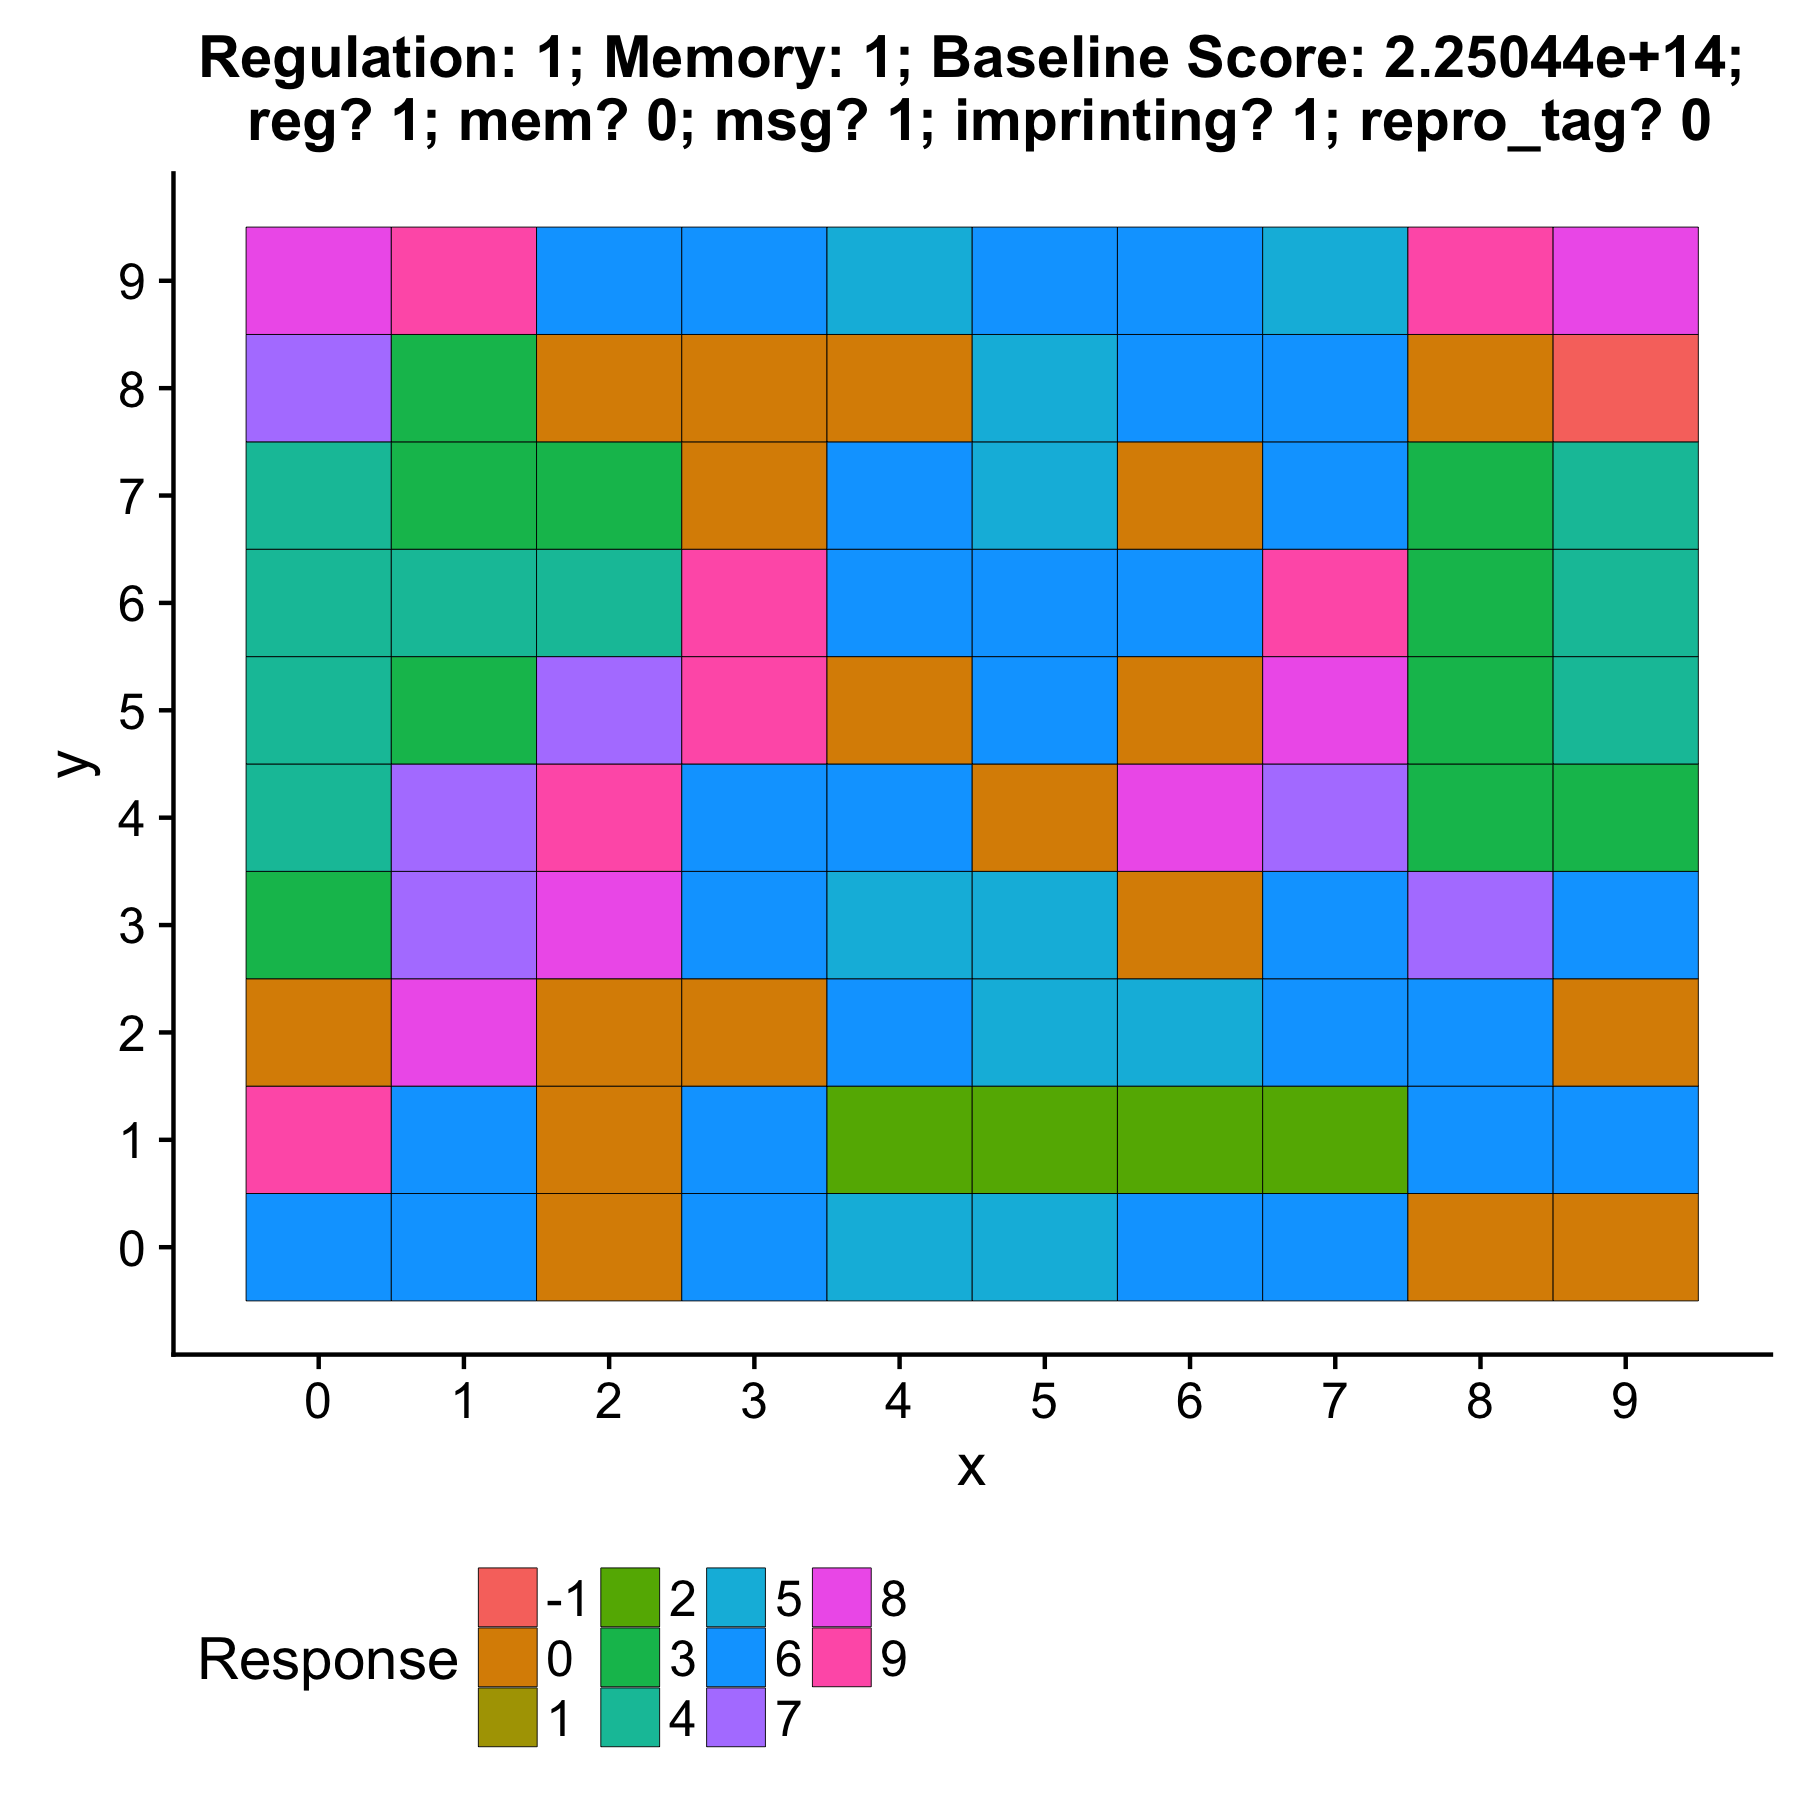 Regulation: 1; Memory: 1; Baseline Score: 2.25044e+14;
reg? 1; mem? 0; msg? 1; imprinting? 1; repro_tag? 0
9
8
7
6
5
4
3
2
1
0
y
0 1 2 3 4 5 6 7 8 9
x
Response
-1 2 5 8
0 3 6 9
1 4 7